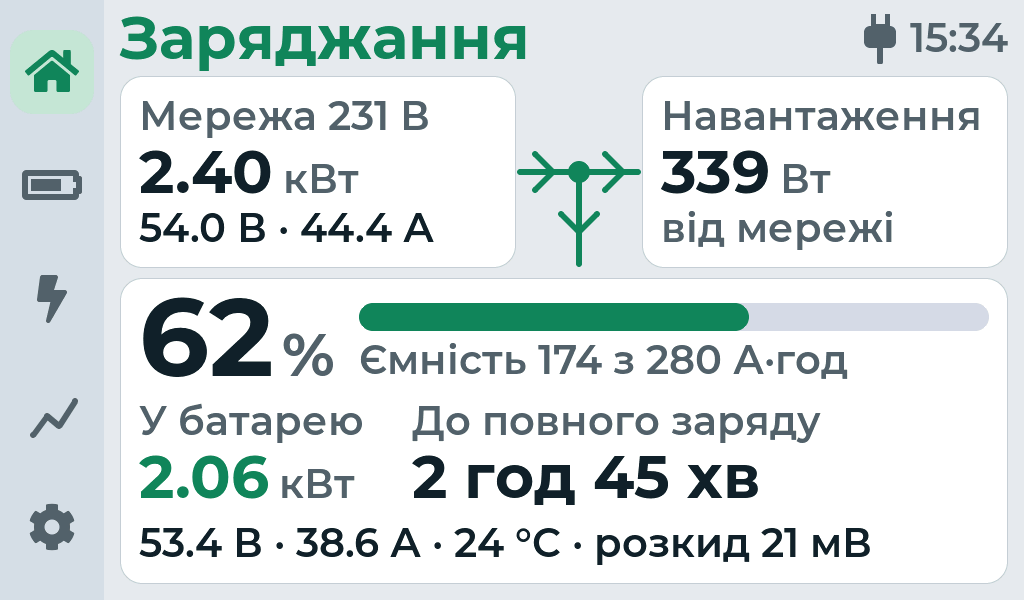 Заряджання
15:34
Мережа 231 В
2.40 кВт
54.0 В · 44.4 А
Навантаження
339 Вт
від мережі
62 %
Ємність 174 з 280 А·год
У батарею
2.06 кВт
До повного заряду
2 год 45 хв
53.4 В · 38.6 А · 24 °C · розкид 21 мВ